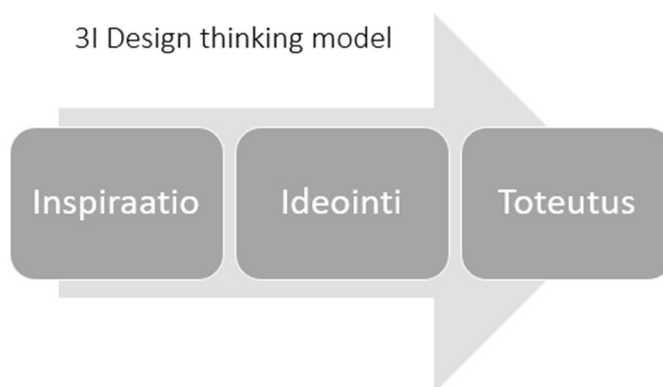 3I Design thinking model
Inspiraatio
Ideointi
Toteutus